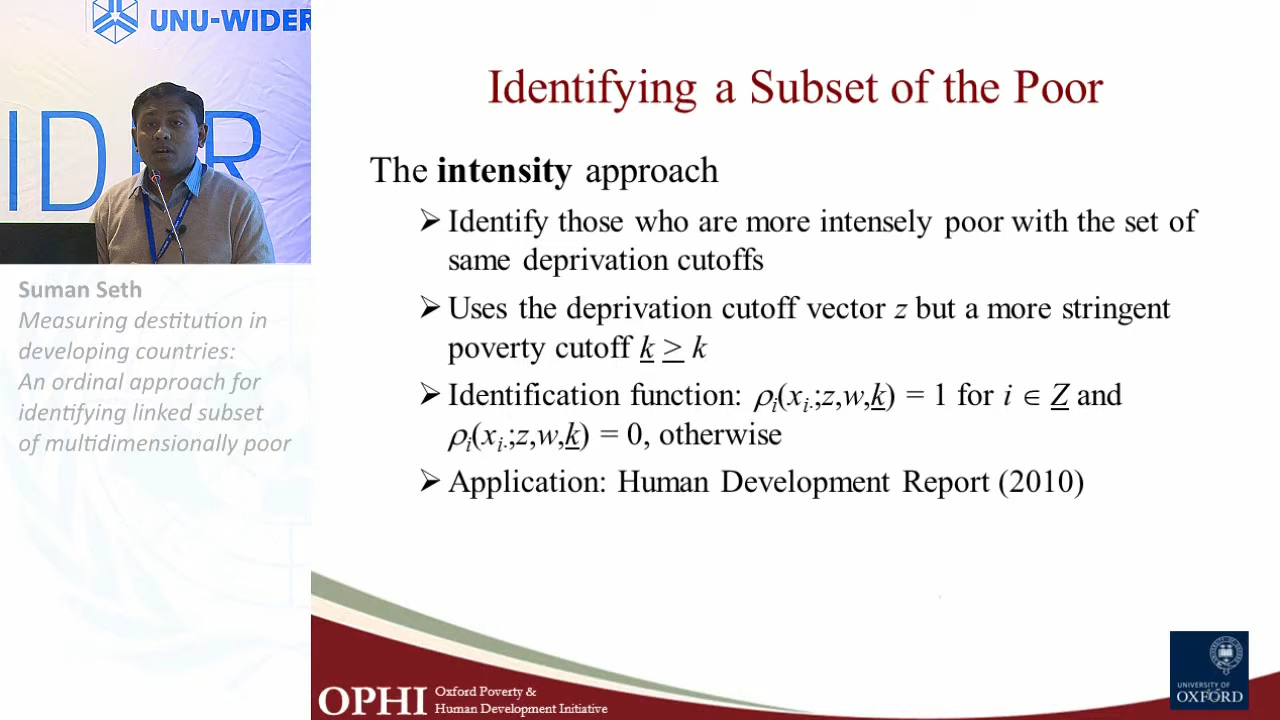 UNU-WIDER
Suman Seth
Measuring destitution in
developing countries:
An ordinal approach for
identifying linked subset
of multidimensionally poor
Identifying a Subset of the Poor
The intensity approach
➢ Identify those who are more intensely poor with the set of
same deprivation cutoffs
➢ Uses the deprivation cutoff vector z but a more stringent
poverty cutoff k > k
➢ Identification function: ρi(xi·;z,w,k) = 1 for i ∈ Z and
ρi(xi·;z,w,k) = 0, otherwise
➢ Application: Human Development Report (2010)
OPHI
Oxford Poverty &
Human Development Initiative
UNIVERSITY OF
OXFORD